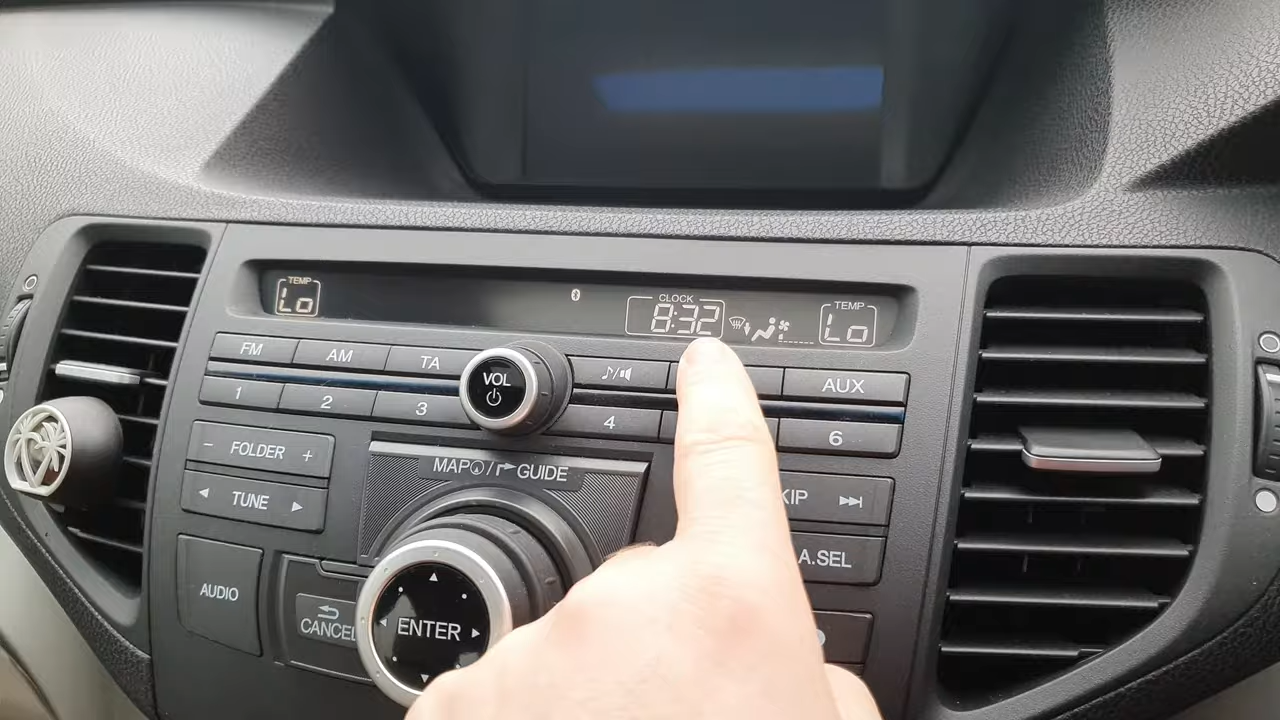 TEMP
Lo
CLOCK
8:32
TEMP
Lo
FM
AM
TA
VOL
AUX
1
2
3
4
6
- FOLDER +
MAP / GUIDE
TUNE
A.SEL
AUDIO
CANCEL
ENTER